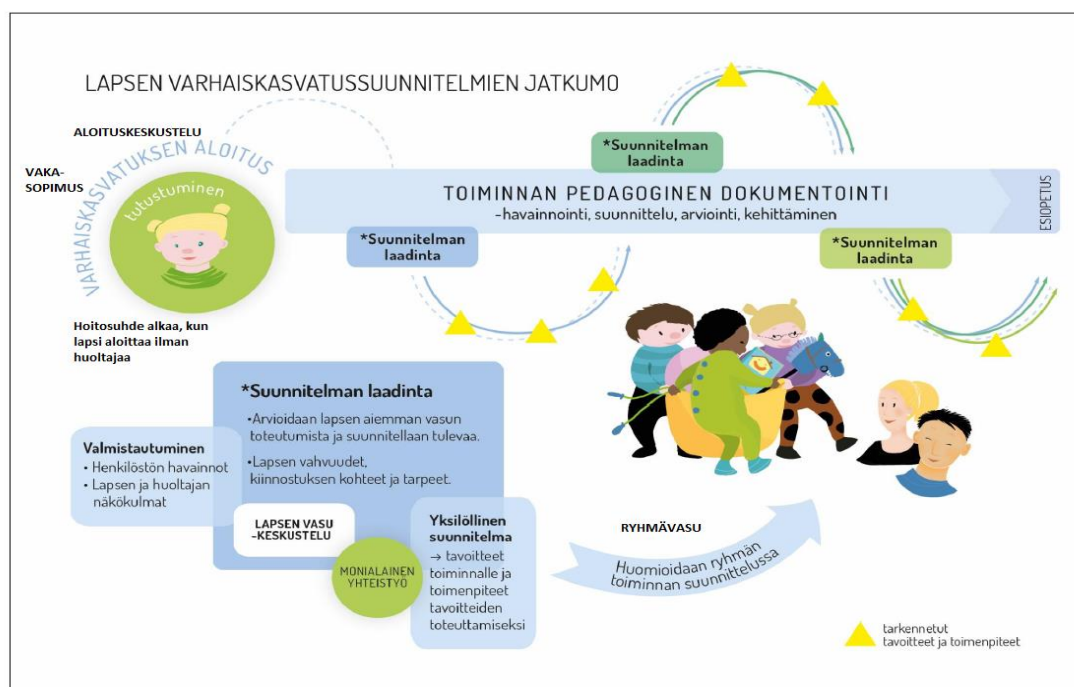 LAPSEN VARHAISKASVATUSSUUNNITELMIEN JATKUMO
ALOITUSKESKUSTELU
VAKA-
SOPIMUS
VARHAISKASVATUKSEN ALOITUS
tutustuminen
Hoitosuhde alkaa, kun
lapsi aloittaa ilman
huoltajaa
*Suunnitelman
laadinta
TOIMINNAN PEDAGOGINEN DOKUMENTOINTI
-havainnointi, suunnittelu, arviointi, kehittäminen
ESIOPETUS
*Suunnitelman
laadinta
*Suunnitelman
laadinta
*Suunnitelman laadinta
•Arvioidaan lapsen aiemman vasun
toteutumista ja suunnitellaan tulevaa.
•Lapsen vahvuudet,
kiinnostuksen kohteet ja tarpeet.
Valmistautuminen
• Henkilöstön havainnot
• Lapsen ja huoltajan
näkökulmat
LAPSEN VASU
-KESKUSTELU
MONIALAINEN
YHTEISTYÖ
Yksilöllinen
suunnitelma
→ tavoitteet
toiminnalle ja
toimenpiteet
tavoitteiden
toteuttamiseksi
RYHMÄVASU
Huomioidaan ryhmän
toiminnan suunnittelussa
tarkennetut
tavoitteet ja toimenpiteet